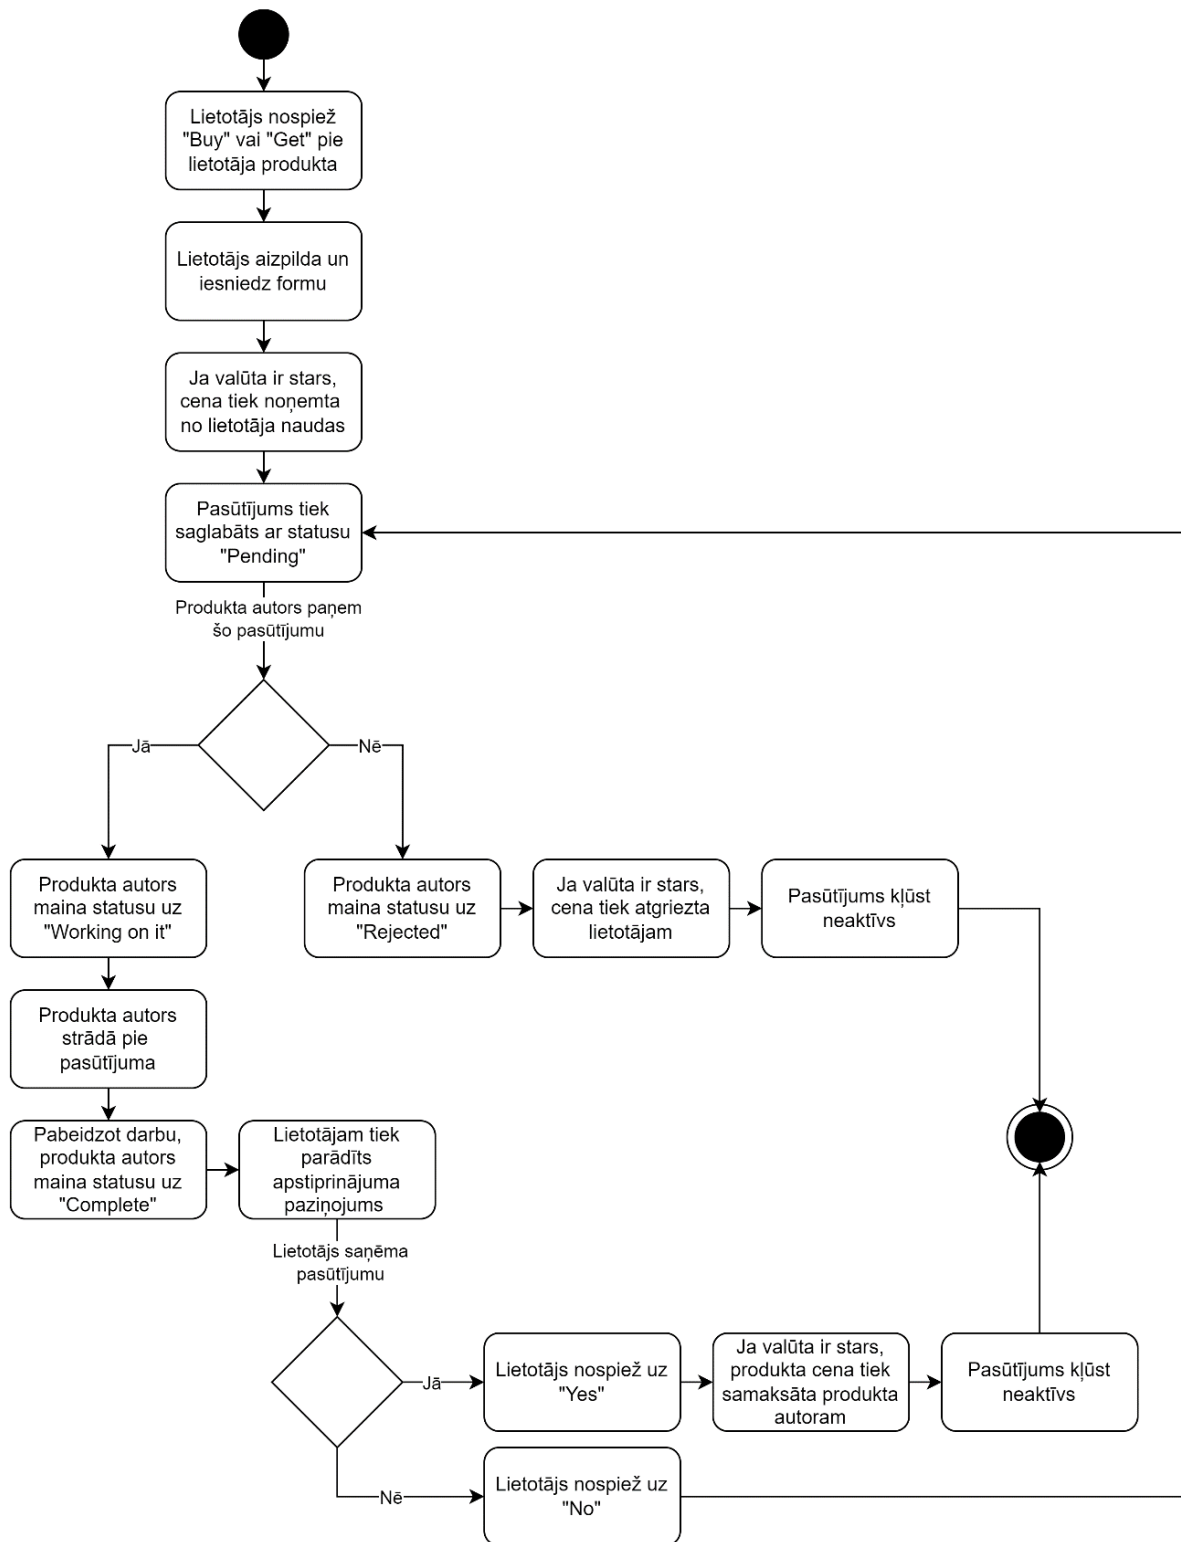 Lietotājs nospiež
"Buy" vai "Get" pie
lietotāja produkta
Lietotājs aizpilda un
iesniedz formu
Ja valūta ir stars,
cena tiek noņemta
no lietotāja naudas
Pasūtījums tiek
saglabāts ar statusu
"Pending"
Produkta autors paņem
šo pasūtījumu
Jā
Nē
Produkta autors
maina statusu uz
"Working on it"
Produkta autors
maina statusu uz
"Rejected"
Ja valūta ir stars,
cena tiek atgriezta
lietotājam
Pasūtījums kļūst
neaktīvs
Produkta autors
strādā pie
pasūtījuma
Pabeidzot darbu,
produkta autors
maina statusu uz
"Complete"
Lietotājam tiek
parādīts
apstiprinājuma
paziņojums
Lietotājs saņēma
pasūtījumu
Jā
Lietotājs nospiež uz
"Yes"
Ja valūta ir stars,
produkta cena tiek
samaksāta produkta
autoram
Pasūtījums kļūst
neaktīvs
Nē
Lietotājs nospiež uz
"No"